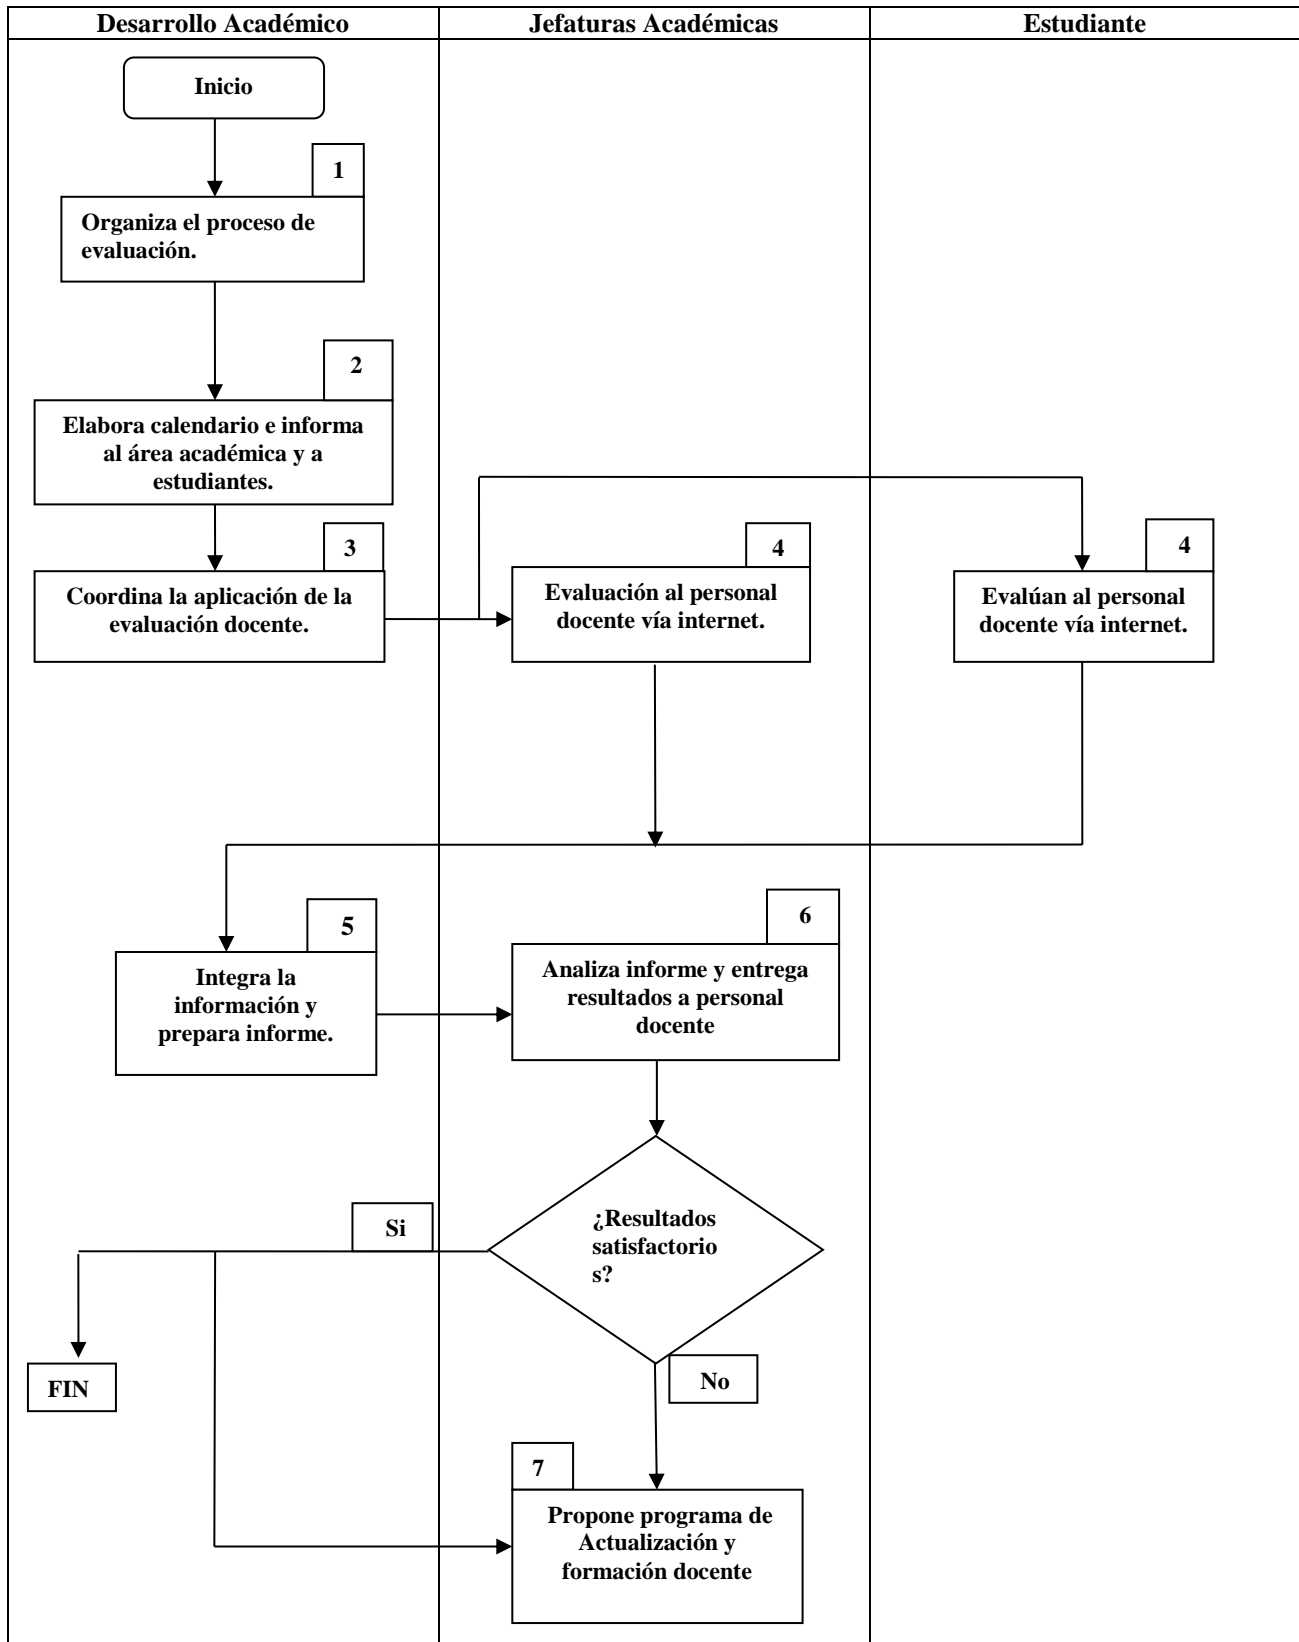 Desarrollo Académico
Jefaturas Académicas
Estudiante
Inicio
1
Organiza el proceso de
evaluación.
2
Elabora calendario e informa
al área académica y a
estudiantes.
3
Coordina la aplicación de la
evaluación docente.
4
Evaluación al personal
docente vía internet.
4
Evalúan al personal
docente vía internet.
5
Integra la
información y
prepara informe.
6
Analiza informe y entrega
resultados a personal
docente
¿Resultados
satisfactorio
s?
Si
FIN
No
7
Propone programa de
Actualización y
formación docente